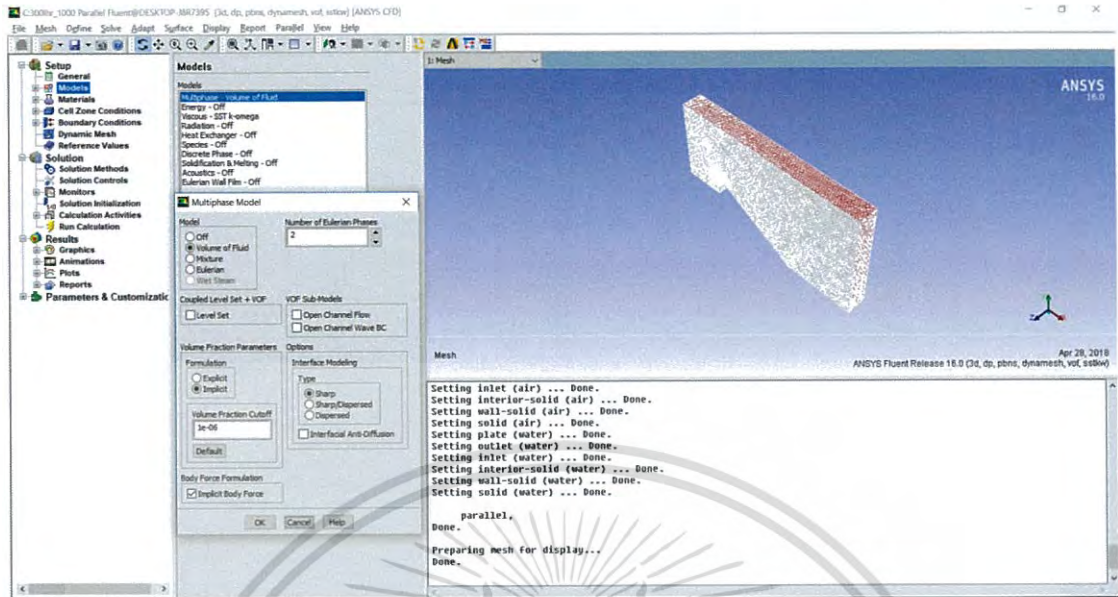 C:300hr_1000 Parallel Fluent@DESKTOP-MR739S [3d, dp, pbns, dynamesh, vof, sstkw] [ANSYS CFD]
File Mesh Define Solve Adapt Surface Display Report Parallel View Help
Setup
General
Models
Materials
Cell Zone Conditions
Boundary Conditions
Dynamic Mesh
Reference Values
Solution
Solution Methods
Solution Controls
Monitors
Solution Initialization
Calculation Activities
Run Calculation
Results
Graphics
Animations
Plots
Reports
Parameters & Customizatic
Models
Models
Multiphase - Volume of Fluid
Energy - Off
Viscous - SST k-omega
Radiation - Off
Heat Exchanger - Off
Species - Off
Discrete Phase - Off
Solidification & Melting - Off
Acoustics - Off
Eulerian Wall Film - Off
Multiphase Model
Model
Off
Volume of Fluid
Mixture
Eulerian
Wet Steam
Number of Eulerian Phases
2
Coupled Level Set + VOF
Level Set
VOF Sub-Models
Open Channel Flow
Open Channel Wave BC
Volume Fraction Parameters
Formulation
Explicit
Implicit
Volume Fraction Cutoff
1e-06
Default
Options
Interface Modeling
Type
Sharp
Sharp/Dispersed
Dispersed
Interfacial Anti-Diffusion
Body Force Formulation
Implicit Body Force
OK Cancel Help
1: Mesh
ANSYS
16.0
Mesh
Apr 28, 2018
ANSYS Fluent Release 16.0 (3d, dp, pbns, dynamesh, vof, sstkw)
Setting inlet (air) ... Done.
Setting interior-solid (air) ... Done.
Setting wall-solid (air) ... Done.
Setting solid (air) ... Done.
Setting plate (water) ... Done.
Setting outlet (water) ... Done.
Setting inlet (water) ... Done.
Setting interior-solid (water) ... Done.
Setting wall-solid (water) ... Done.
Setting solid (water) ... Done.
parallel,
Done.
Preparing mesh for display...
Done.